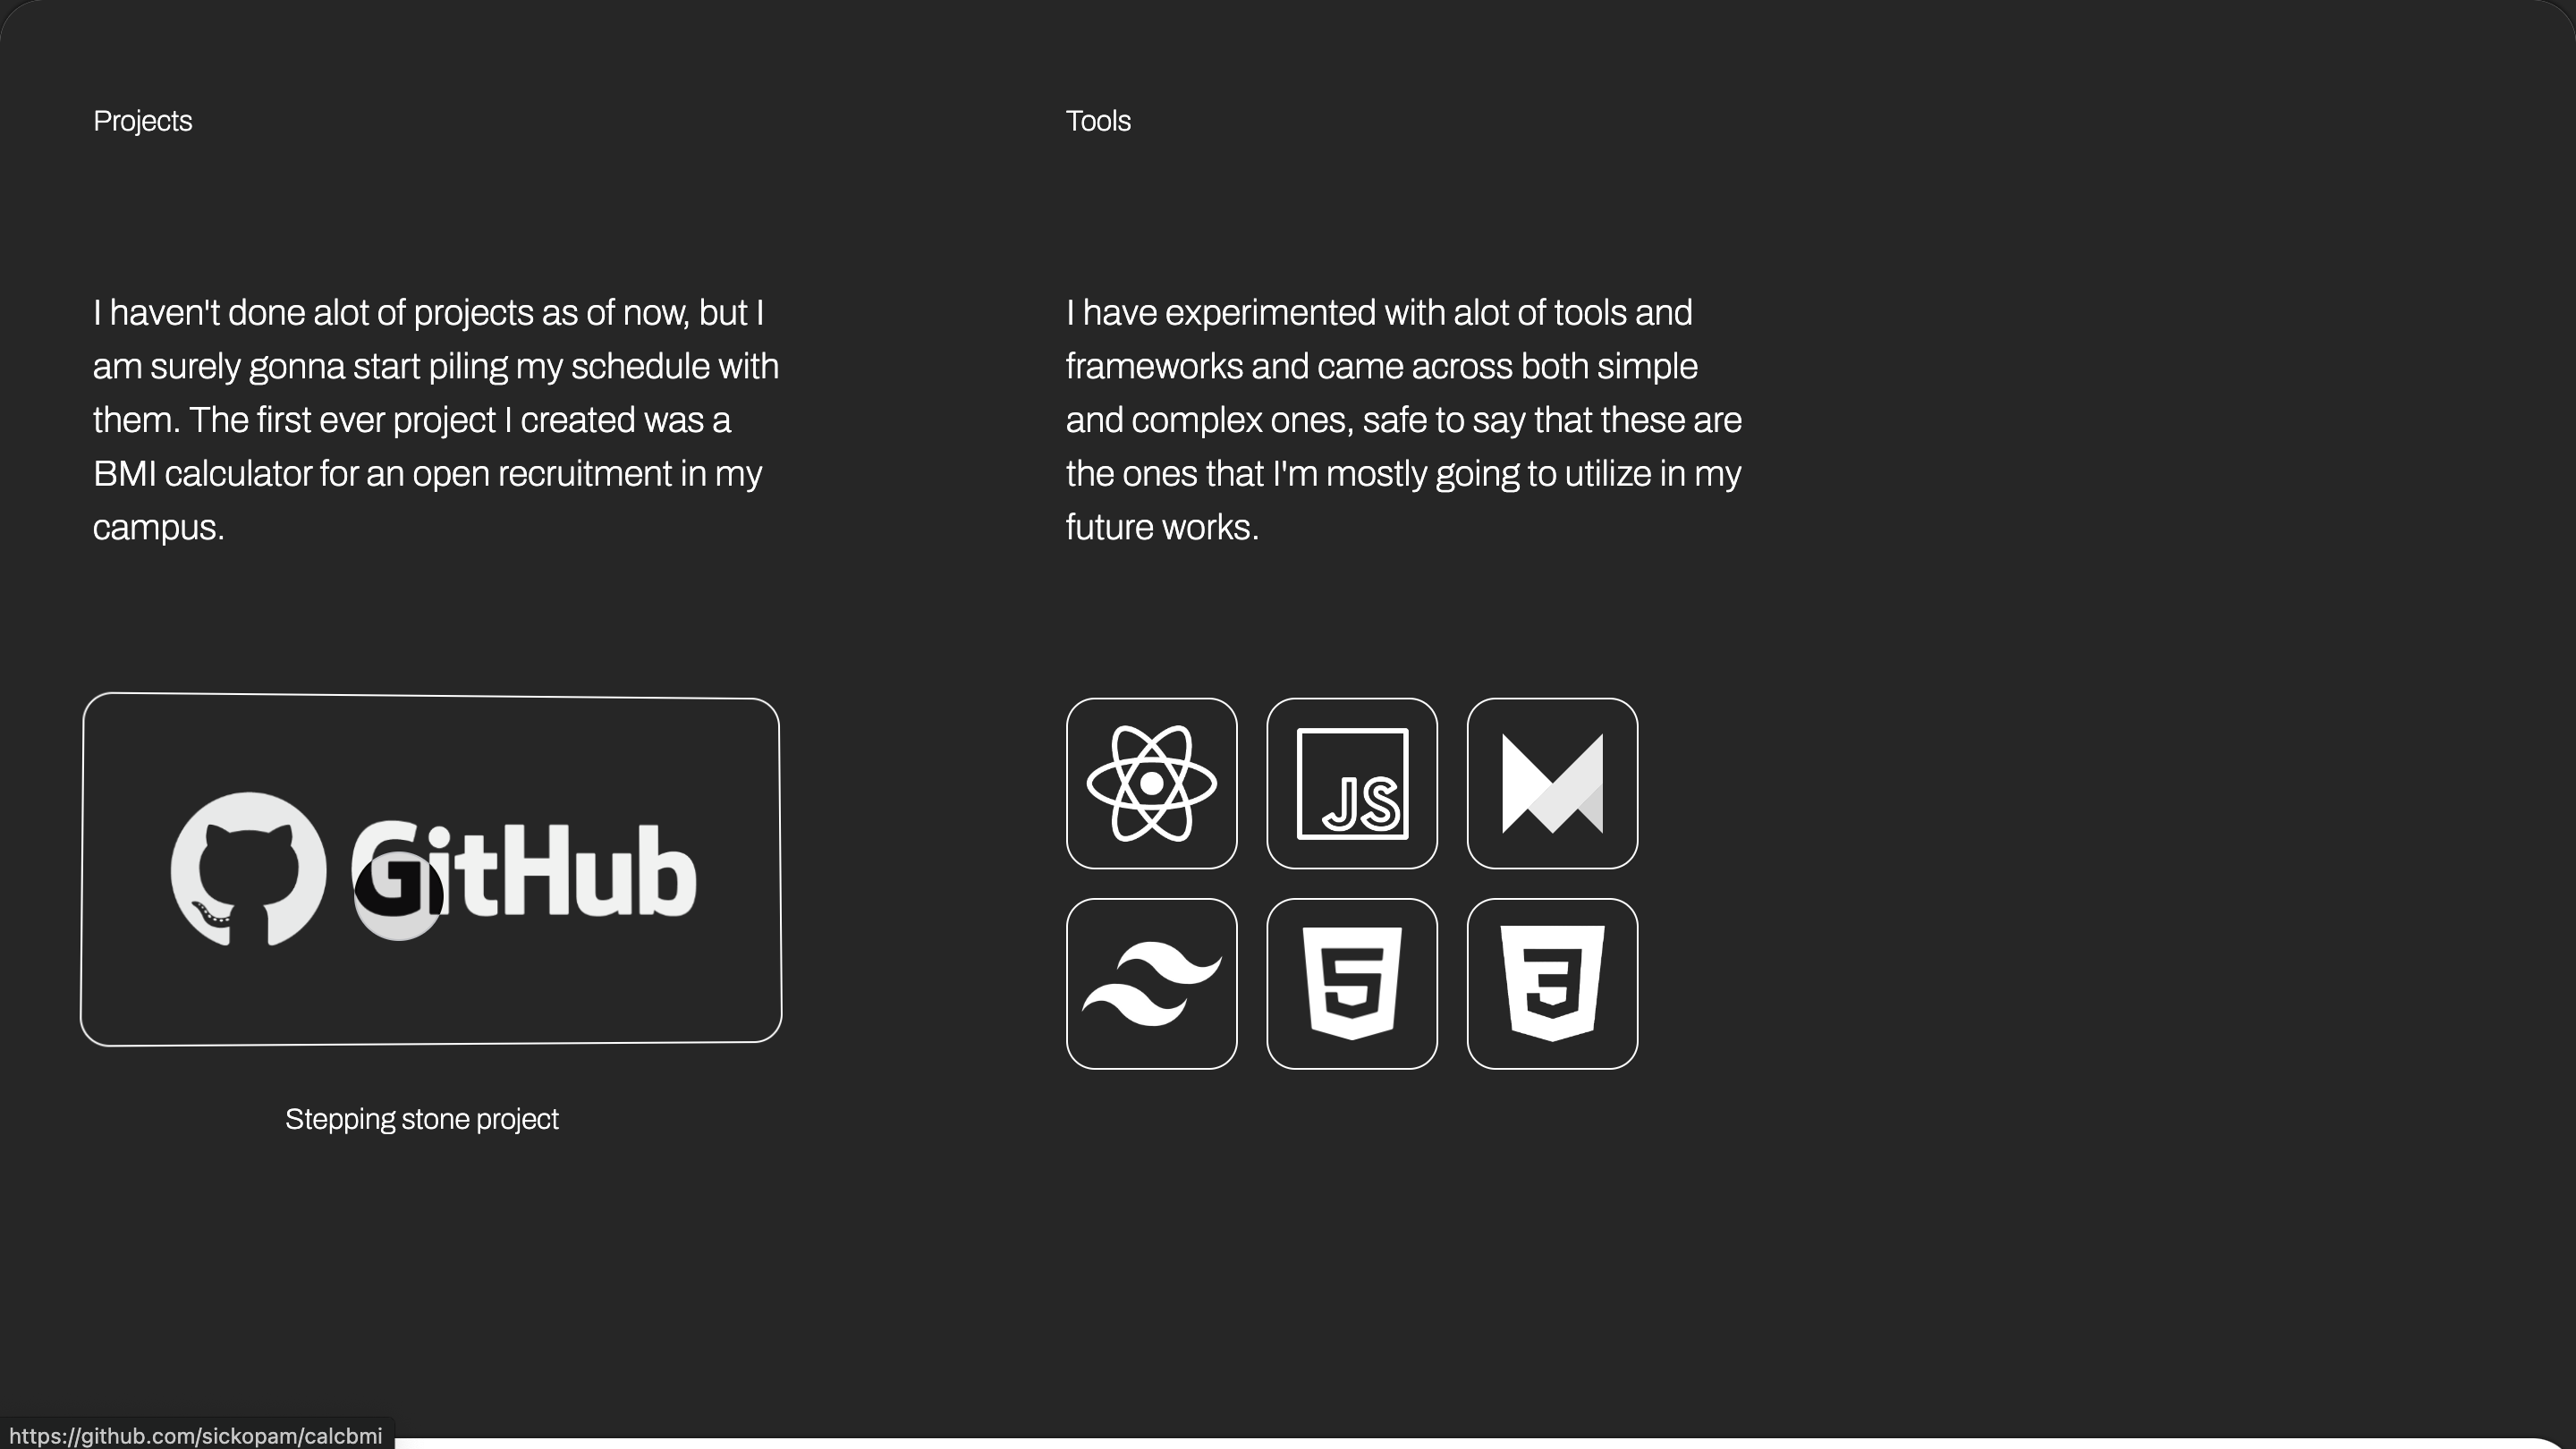 Projects
I haven't done alot of projects as of now, but I
am surely gonna start piling my schedule with
them. The first ever project I created was a
BMI calculator for an open recruitment in my
campus.
GitHub
Stepping stone project
Tools
I have experimented with alot of tools and
frameworks and came across both simple
and complex ones, safe to say that these are
the ones that I'm mostly going to utilize in my
future works.
JS
5
3
https://github.com/sickopam/calcbmi